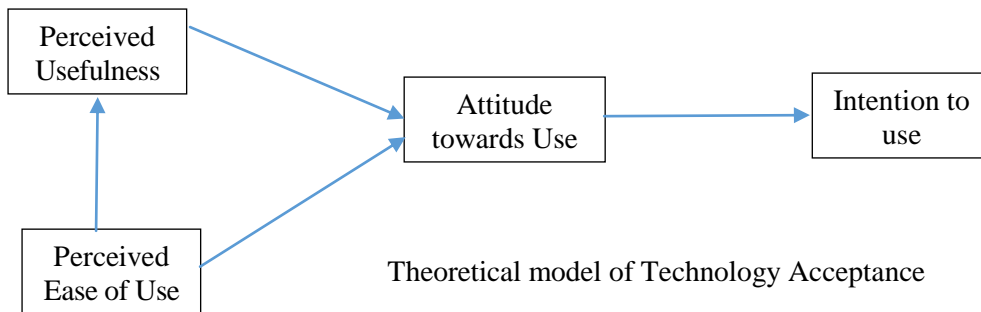 Perceived
Usefulness
Attitude
towards Use
Intention to
use
Perceived
Ease of Use
Theoretical model of Technology Acceptance